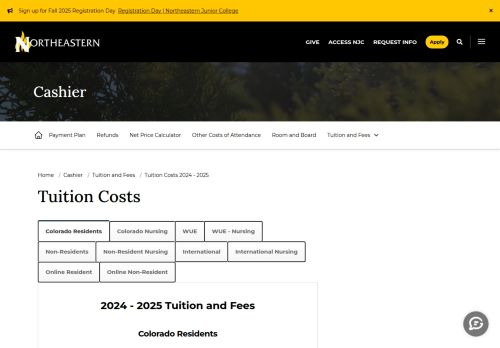 Sign up for Fall 2025 Registration Day Registration Day | Northeastern Junior College ×
NORTHEASTERN GIVE ACCESS NJC REQUEST INFO Apply
Cashier
Payment Plan Refunds Net Price Calculator Other Costs of Attendance Room and Board Tuition and Fees
Home / Cashier / Tuition and Fees / Tuition Costs 2024 - 2025
Tuition Costs
Colorado Residents Colorado Nursing WUE WUE - Nursing
Non-Residents Non-Resident Nursing International International Nursing
Online Resident Online Non-Resident
2024 - 2025 Tuition and Fees
Colorado Residents